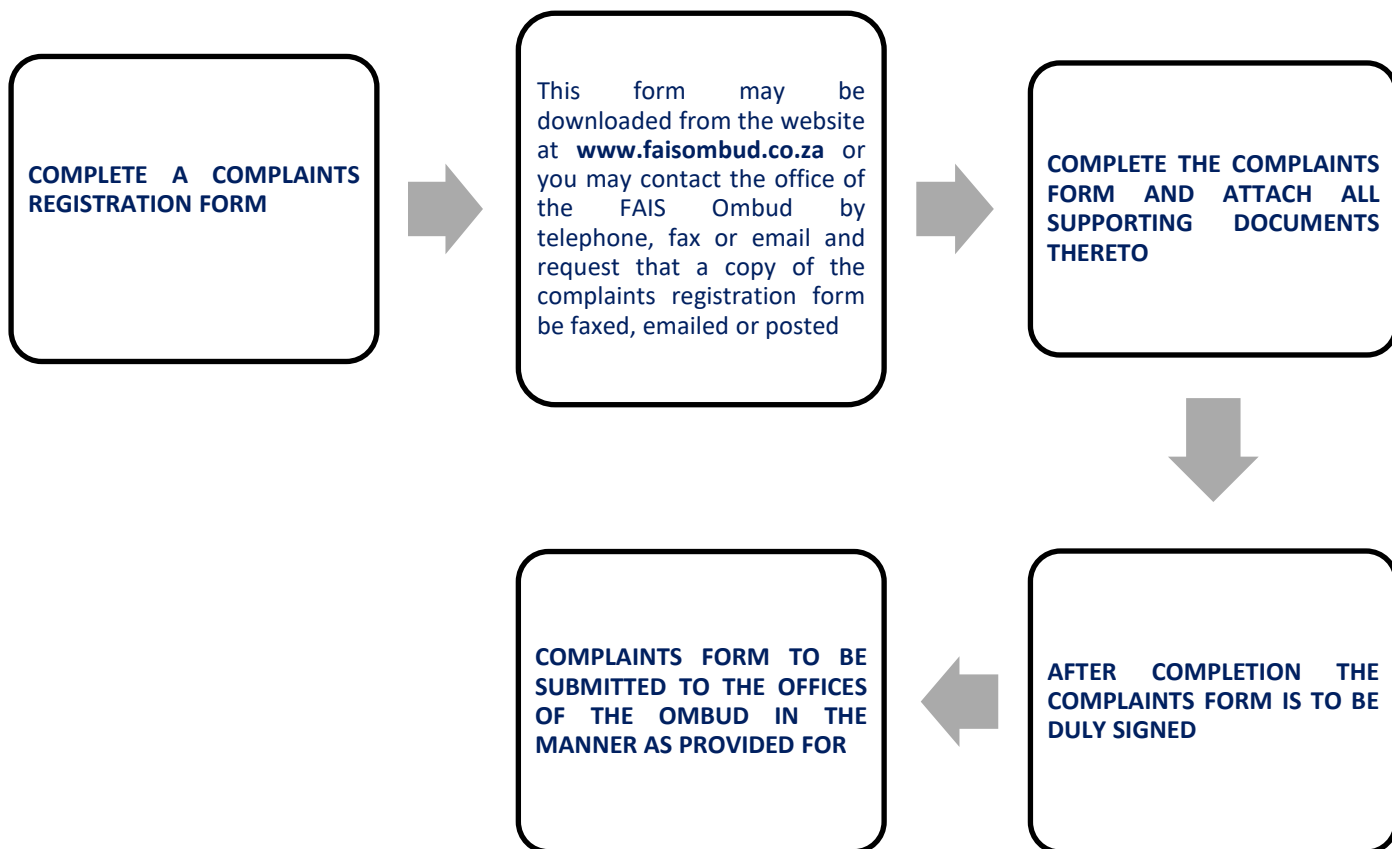 COMPLETE A COMPLAINTS
REGISTRATION FORM
This form may be
downloaded from the website
at www.faisombud.co.za or
you may contact the office of
the FAIS Ombud by
telephone, fax or email and
request that a copy of the
complaints registration form
be faxed, emailed or posted
COMPLETE THE COMPLAINTS
FORM AND ATTACH ALL
SUPPORTING DOCUMENTS
THERETO
AFTER COMPLETION THE
COMPLAINTS FORM IS TO BE
DULY SIGNED
COMPLAINTS FORM TO BE
SUBMITTED TO THE OFFICES
OF THE OMBUD IN THE
MANNER AS PROVIDED FOR